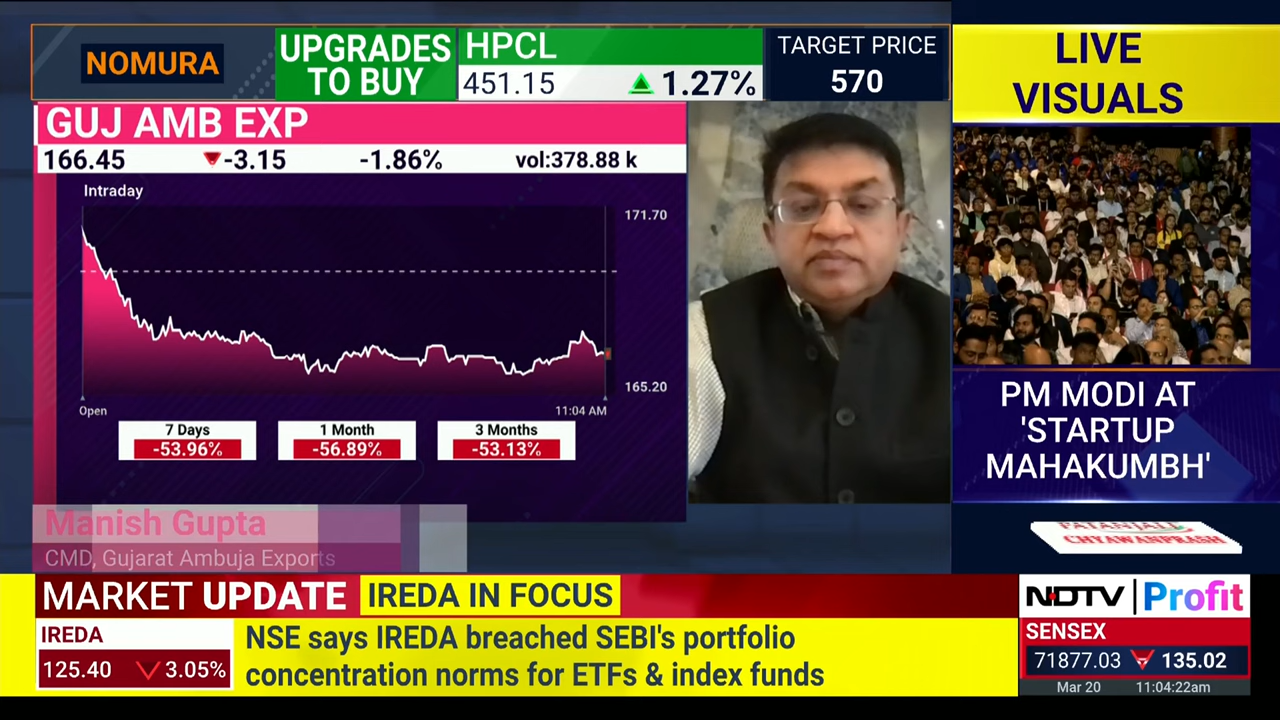 NOMURA
UPGRADES
TO BUY
HPCL
451.15 ▲ 1.27%
TARGET PRICE
570
LIVE
VISUALS
GUJ AMB EXP
166.45 ▼-3.15 -1.86% vol:378.88 k
Intraday
171.70
165.20
Open 11:04 AM
7 Days 1 Month 3 Months
-53.96% -56.89% -53.13%
PM MODI AT
'STARTUP
MAHAKUMBH'
Manish Gupta
CMD, Gujarat Ambuja Exports
PATANJALI
CHYAWANPRASH
MARKET UPDATE IREDA IN FOCUS
IREDA
125.40 3.05%
NSE says IREDA breached SEBI's portfolio
concentration norms for ETFs & index funds
NDTV Profit
SENSEX
71877.03 135.02
Mar 20 11:04:22am